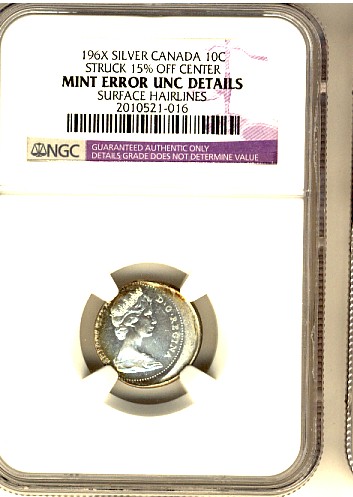 196X SILVER CANADA 10C
STRUCK 15% OFF CENTER
MINT ERROR UNC DETAILS
SURFACE HAIRLINES
2010521-016
NGC
GUARANTEED AUTHENTIC ONLY
DETAILS GRADE DOES NOT DETERMINE VALUE
D·G·REGINA